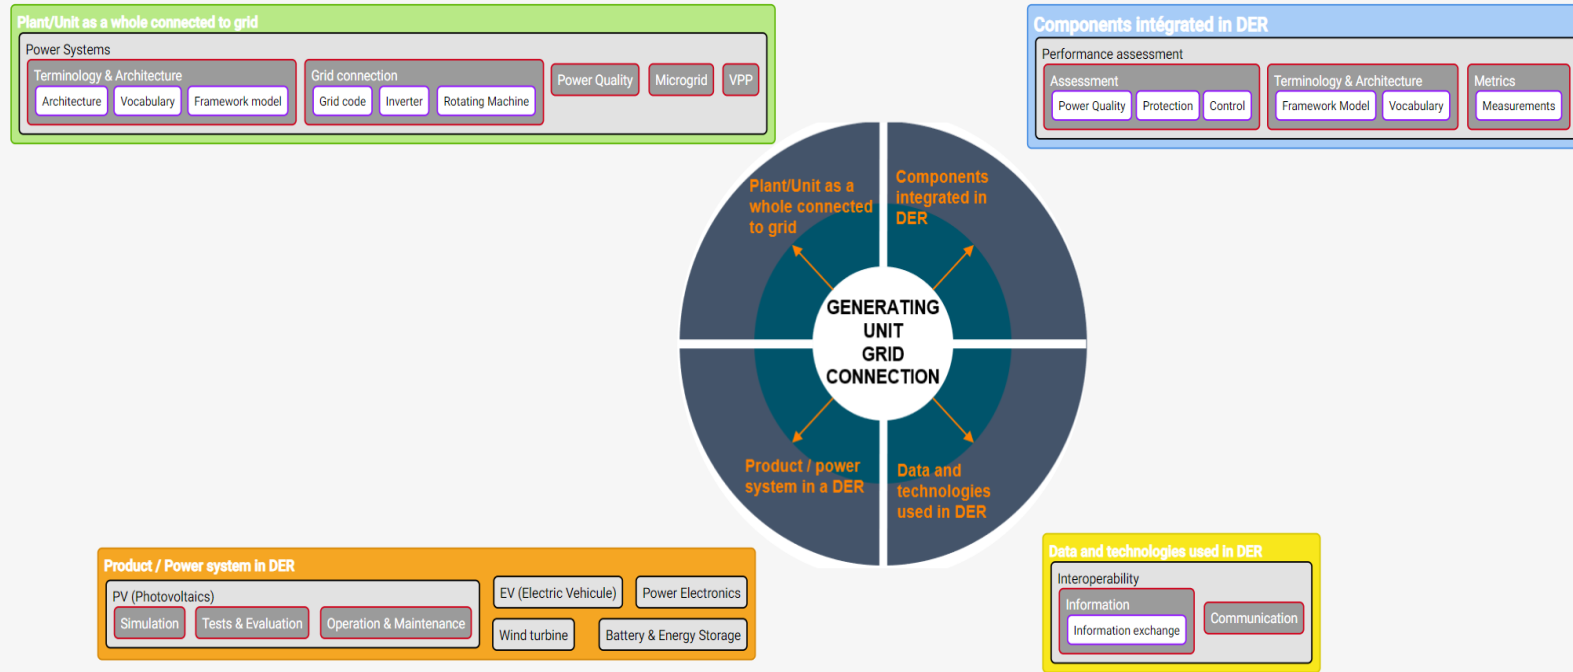 Plant/Unit as a whole connected to grid
Power Systems
Terminology & Architecture
Architecture
Vocabulary
Framework model
Grid connection
Grid code
Inverter
Rotating Machine
Power Quality
Microgrid
VPP
Components intégrated in DER
Performance assessment
Assessment
Power Quality
Protection
Control
Terminology & Architecture
Framework Model
Vocabulary
Metrics
Measurements
Plant/Unit as a
whole connected
to grid
Components
integrated in
DER
GENERATING
UNIT
GRID
CONNECTION
Product / power
system in a DER
Data and
technologies
used in DER
Product / Power system in DER
PV (Photovoltaics)
Simulation
Tests & Evaluation
Operation & Maintenance
EV (Electric Vehicule)
Power Electronics
Wind turbine
Battery & Energy Storage
Data and technologies used in DER
Interoperability
Information
Information exchange
Communication